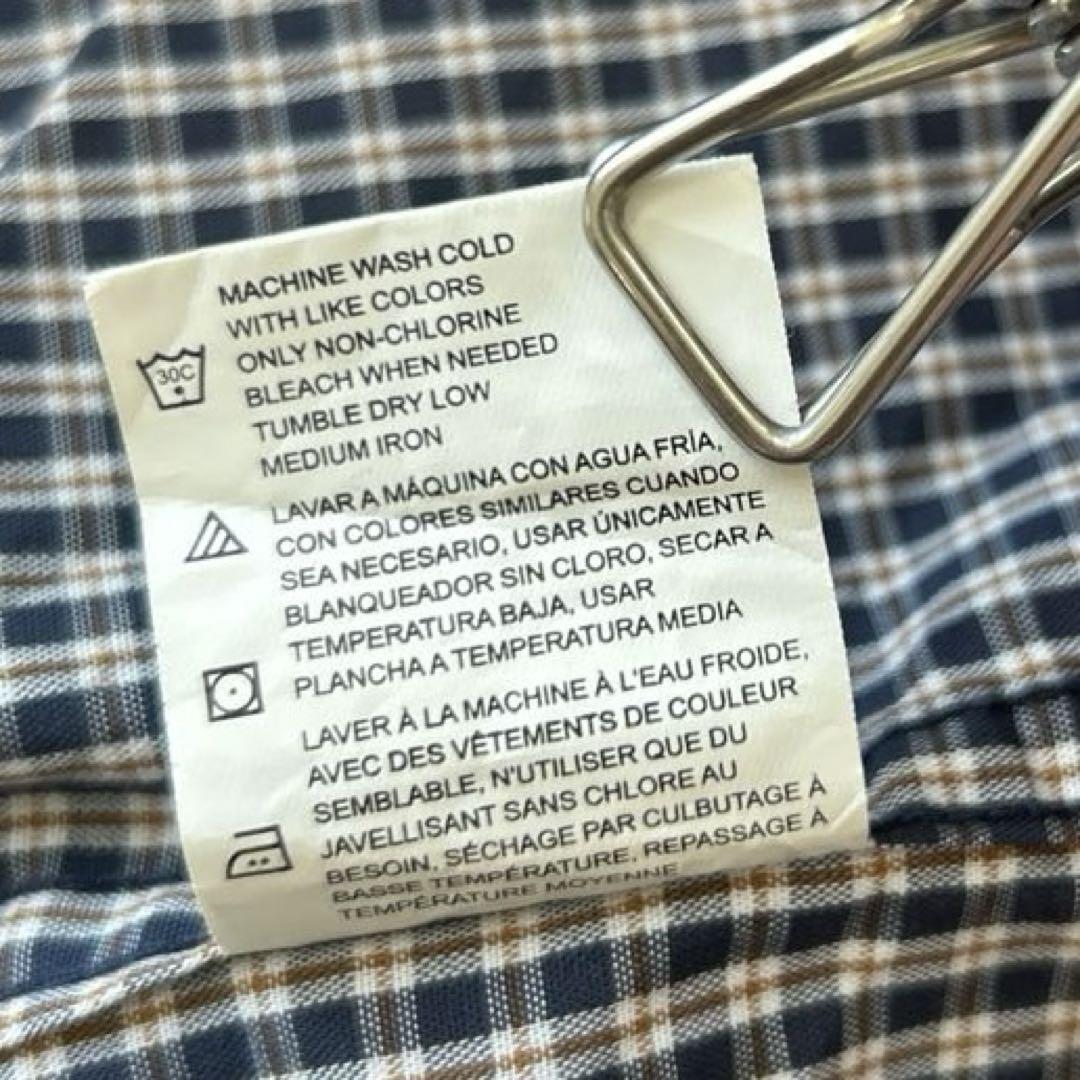 MACHINE WASH COLD
WITH LIKE COLORS
ONLY NON-CHLORINE
BLEACH WHEN NEEDED
TUMBLE DRY LOW
MEDIUM IRON
30C
LAVAR A MÁQUINA CON AGUA FRÍA,
CON COLORES SIMILARES CUANDO
SEA NECESARIO, USAR ÚNICAMENTE
BLANQUEADOR SIN CLORO, SECAR A
TEMPERATURA BAJA, USAR
PLANCHA A TEMPERATURA MEDIA
LAVER À LA MACHINE À L'EAU FROIDE,
AVEC DES VÊTEMENTS DE COULEUR
SEMBLABLE, N'UTILISER QUE DU
JAVELLISANT SANS CHLORE AU
BESOIN, SÉCHAGE PAR CULBUTAGE À
BASSE TEMPÉRATURE, REPASSAGE À
TEMPÉRATURE MOYENNE